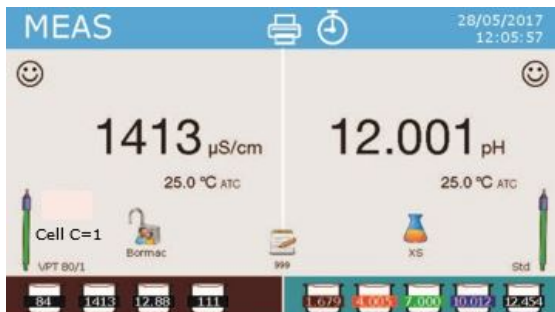 MEAS
28/05/2017
12:05:57
1413 µS/cm
25.0 °C ATC
12.001 pH
25.0 °C ATC
Cell C=1
VPT 80/1
Bormac
999
XS
Std
84 1413 12.88 111
1.679 4.005 7.000 10.012 12.454